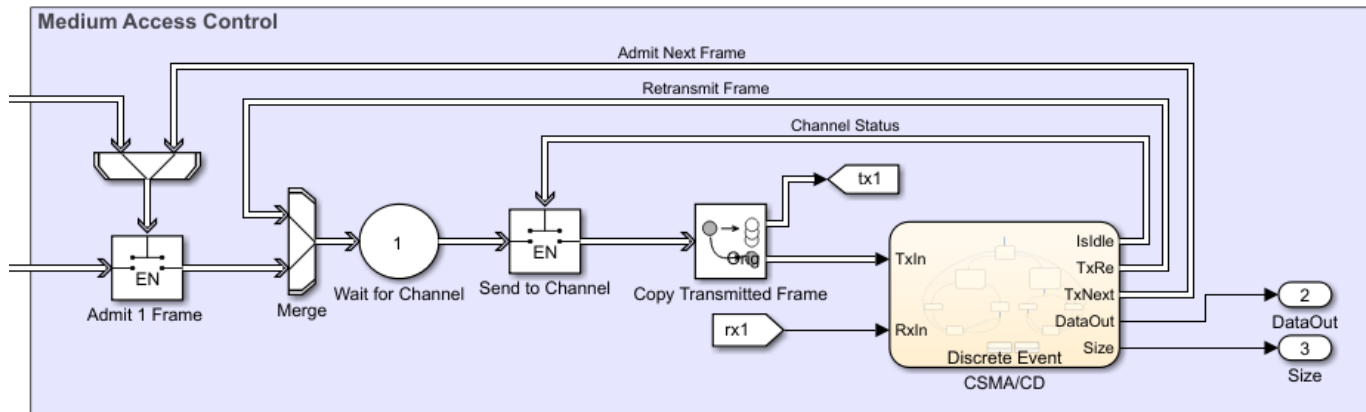 Medium Access Control
Admit Next Frame
Retransmit Frame
Channel Status
tx1
EN
Admit 1 Frame
Merge
1
Wait for Channel
EN
Send to Channel
Orig
Copy Transmitted Frame
rx1
TxIn
RxIn
IsIdle
TxRe
TxNext
DataOut
Size
Discrete Event
CSMA/CD
2
DataOut
3
Size